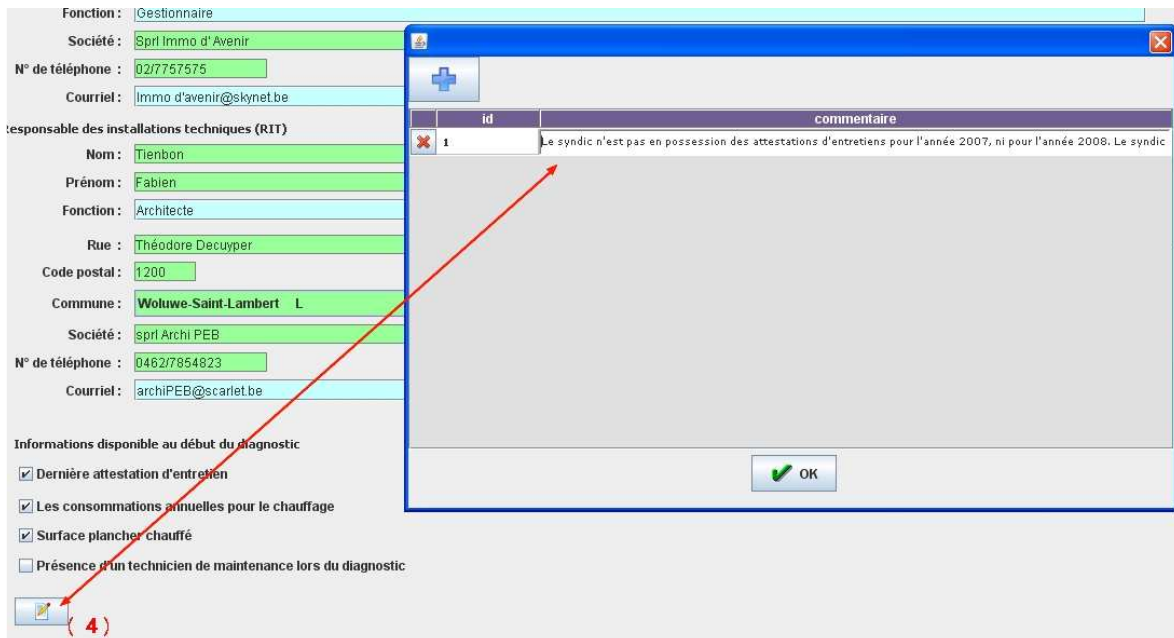 Fonction : Gestionnaire
Société : Sprl Immo d'Avenir
N° de téléphone : 02/7757575
Courriel : Immo d'avenir@skynet.be
Responsable des installations techniques (RIT)
Nom : Tienbon
Prénom : Fabien
Fonction : Architecte
Rue : Théodore Decuyper
Code postal : 1200
Commune : Woluwe-Saint-Lambert L
Société : sprl Archi PEB
N° de téléphone : 0462/7854823
Courriel : archiPEB@scarlet.be
Informations disponible au début du diagnostic
Dernière attestation d'entretien
Les consommations annuelles pour le chauffage
Surface plancher chauffé
Présence d'un technicien de maintenance lors du diagnostic
( 4 )
id commentaire
1 Le syndic n'est pas en possession des attestations d'entretiens pour l'année 2007, ni pour l'année 2008. Le syndic
OK